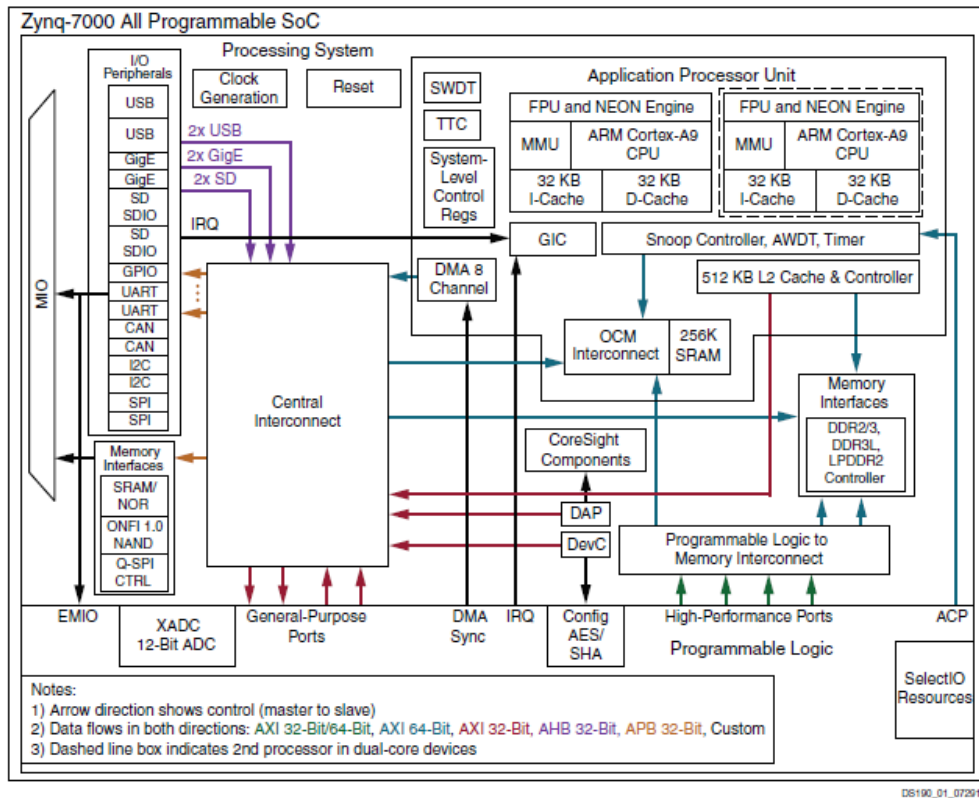 Zynq-7000 All Programmable SoC
Processing System
I/O
Peripherals
USB
USB
GigE
GigE
SD
SDIO
SD
SDIO
GPIO
UART
UART
CAN
CAN
I2C
I2C
SPI
SPI
MIO
Clock
Generation
Reset
2x USB
2x GigE
2x SD
IRQ
SWDT
TTC
System-
Level
Control
Regs
Application Processor Unit
FPU and NEON Engine
MMU
ARM Cortex-A9
CPU
32 KB
I-Cache
32 KB
D-Cache
FPU and NEON Engine
MMU
ARM Cortex-A9
CPU
32 KB
I-Cache
32 KB
D-Cache
GIC
Snoop Controller, AWDT, Timer
DMA 8
Channel
512 KB L2 Cache & Controller
OCM
Interconnect
256K
SRAM
Central
Interconnect
Memory
Interfaces
DDR2/3,
DDR3L,
LPDDR2
Controller
CoreSight
Components
DAP
DevC
Programmable Logic to
Memory Interconnect
Memory
Interfaces
SRAM/
NOR
ONFI 1.0
NAND
Q-SPI
CTRL
EMIO
XADC
12-Bit ADC
General-Purpose
Ports
DMA
Sync
IRQ
Config
AES/
SHA
High-Performance Ports
ACP
Programmable Logic
SelectIO
Resources
Notes:
1) Arrow direction shows control (master to slave)
2) Data flows in both directions: AXI 32-Bit/64-Bit, AXI 64-Bit, AXI 32-Bit, AHB 32-Bit, APB 32-Bit, Custom
3) Dashed line box indicates 2nd processor in dual-core devices